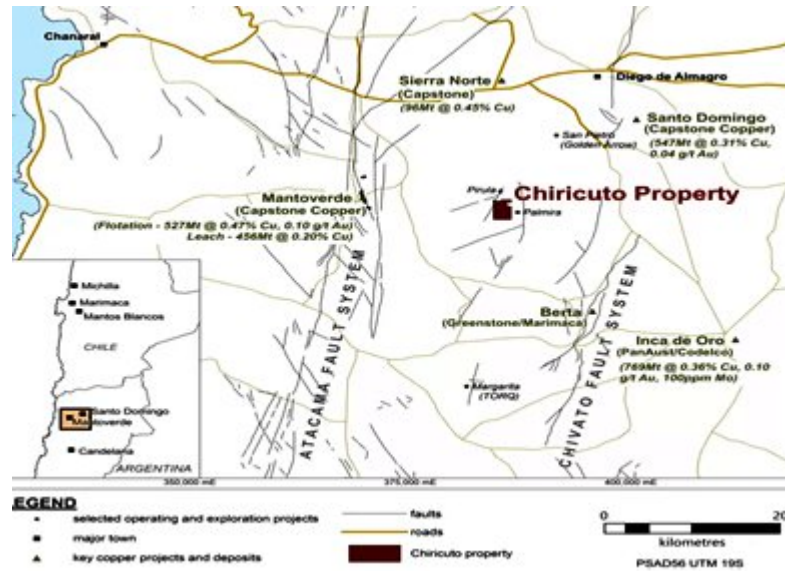 Chanaral
Sierra Norte
(Capstone)
(96Mt @ 0.45% Cu)
Diego de Almagro
Santo Domingo
(Capstone Copper)
(547Mt @ 0.31% Cu,
0.04 g/t Au)
San Pietro
(Golden Arrow)
Pirula
Chiricuto Property
Palmira
Mantoverde
(Capstone Copper)
(Flotation - 527Mt @ 0.47% Cu, 0.10 g/t Au)
Leach - 456Mt @ 0.20% Cu)
ATACAMA FAULT SYSTEM
CHIVATO FAULT SYSTEM
Berta
(Greenstone/Marimaca)
Inca de Oro
(PanAust/Codelco)
(769Mt @ 0.36% Cu, 0.10
g/t Au, 100ppm Mo)
Margarita
(TORQ)
Michilla
Marimaca
Mantos Blancos
CHILE
Santo Domingo
Mantoverde
Candelaria
ARGENTINA
350,000 mE
375,000 mE
400,000 mE
EGEND
selected operating and exploration projects
major town
key copper projects and deposits
faults
roads
Chiricuto property
0
20
kilometres
PSAD56 UTM 19S